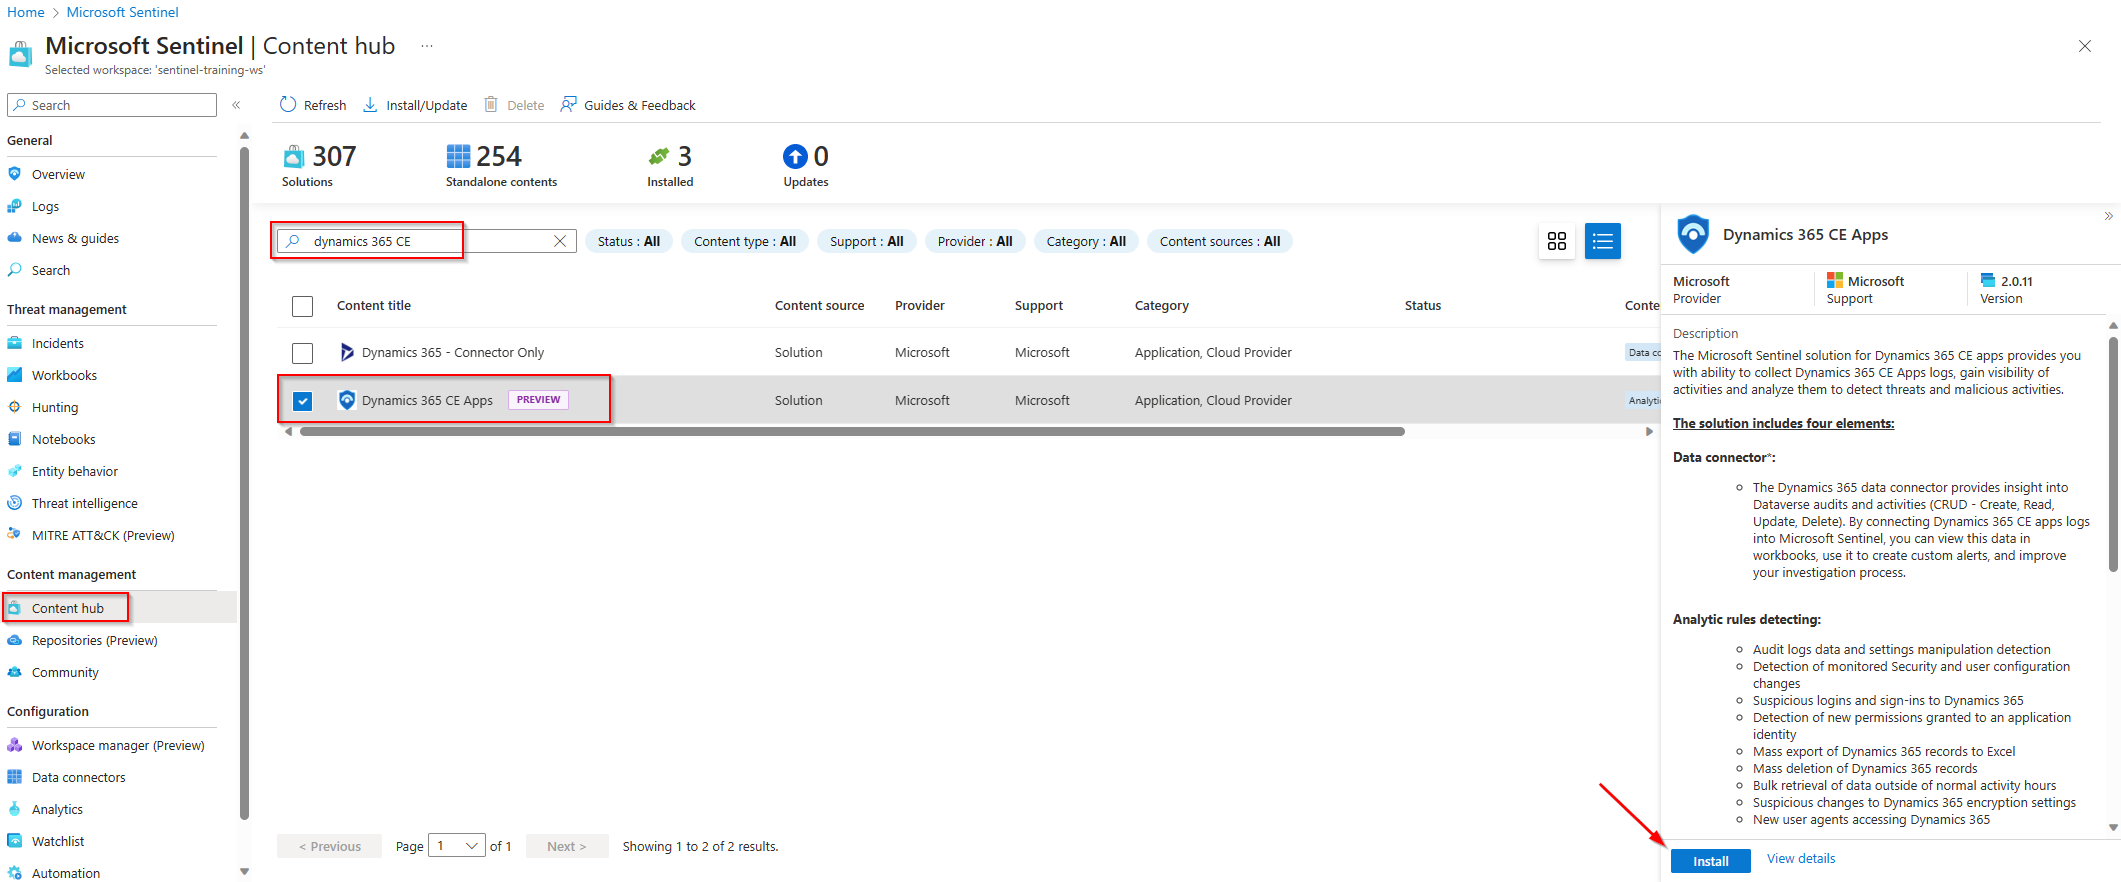 Home > Microsoft Sentinel
Microsoft Sentinel | Content hub ...
Selected workspace: 'sentinel-training-ws'
Search «
General
Overview
Logs
News & guides
Search
Threat management
Incidents
Workbooks
Hunting
Notebooks
Entity behavior
Threat intelligence
MITRE ATT&CK (Preview)
Content management
Content hub
Repositories (Preview)
Community
Configuration
Workspace manager (Preview)
Data connectors
Analytics
Watchlist
Automation
Refresh Install/Update Delete Guides & Feedback
307 254 3 0
Solutions Standalone contents Installed Updates
dynamics 365 CE Status : All Content type : All Support : All Provider : All Category : All Content sources : All
Content title Content source Provider Support Category Status Conte
Dynamics 365 - Connector Only Solution Microsoft Microsoft Application, Cloud Provider Data co
Dynamics 365 CE Apps PREVIEW Solution Microsoft Microsoft Application, Cloud Provider Analytic
< Previous Page 1 of 1 Next > Showing 1 to 2 of 2 results.
»
Dynamics 365 CE Apps
Microsoft Microsoft 2.0.11
Provider Support Version
Description
The Microsoft Sentinel solution for Dynamics 365 CE apps provides you
with ability to collect Dynamics 365 CE Apps logs, gain visibility of
activities and analyze them to detect threats and malicious activities.
The solution includes four elements:
Data connector*:
The Dynamics 365 data connector provides insight into
Dataverse audits and activities (CRUD - Create, Read,
Update, Delete). By connecting Dynamics 365 CE apps logs
into Microsoft Sentinel, you can view this data in
workbooks, use it to create custom alerts, and improve
your investigation process.
Analytic rules detecting:
Audit logs data and settings manipulation detection
Detection of monitored Security and user configuration
changes
Suspicious logins and sign-ins to Dynamics 365
Detection of new permissions granted to an application
identity
Mass export of Dynamics 365 records to Excel
Mass deletion of Dynamics 365 records
Bulk retrieval of data outside of normal activity hours
Suspicious changes to Dynamics 365 encryption settings
New user agents accessing Dynamics 365
Install View details